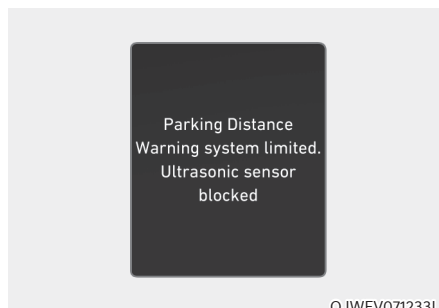 Parking Distance
Warning system limited.
Ultrasonic sensor
blocked